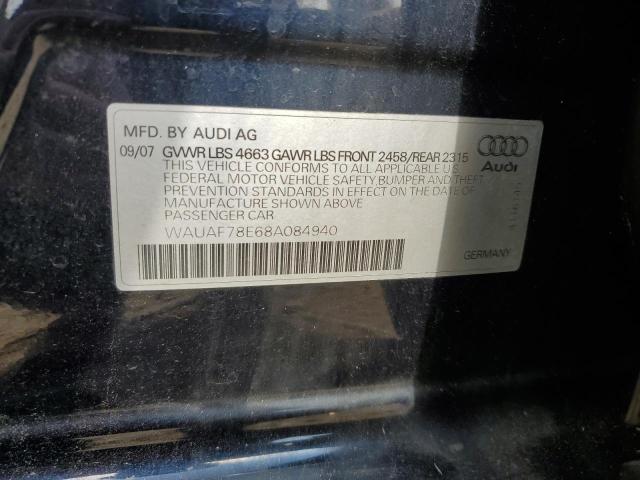 MFD. BY AUDI AG
09/07 GVWR LBS 4663 GAWR LBS FRONT 2458/REAR 2315
THIS VEHICLE CONFORMS TO ALL APPLICABLE U.S.
FEDERAL MOTOR VEHICLE SAFETY, BUMPER AND THEFT
PREVENTION STANDARDS IN EFFECT ON THE DATE OF
MANUFACTURE SHOWN ABOVE
PASSENGER CAR
WAUAF78E68A084940
Audi
GERMANY